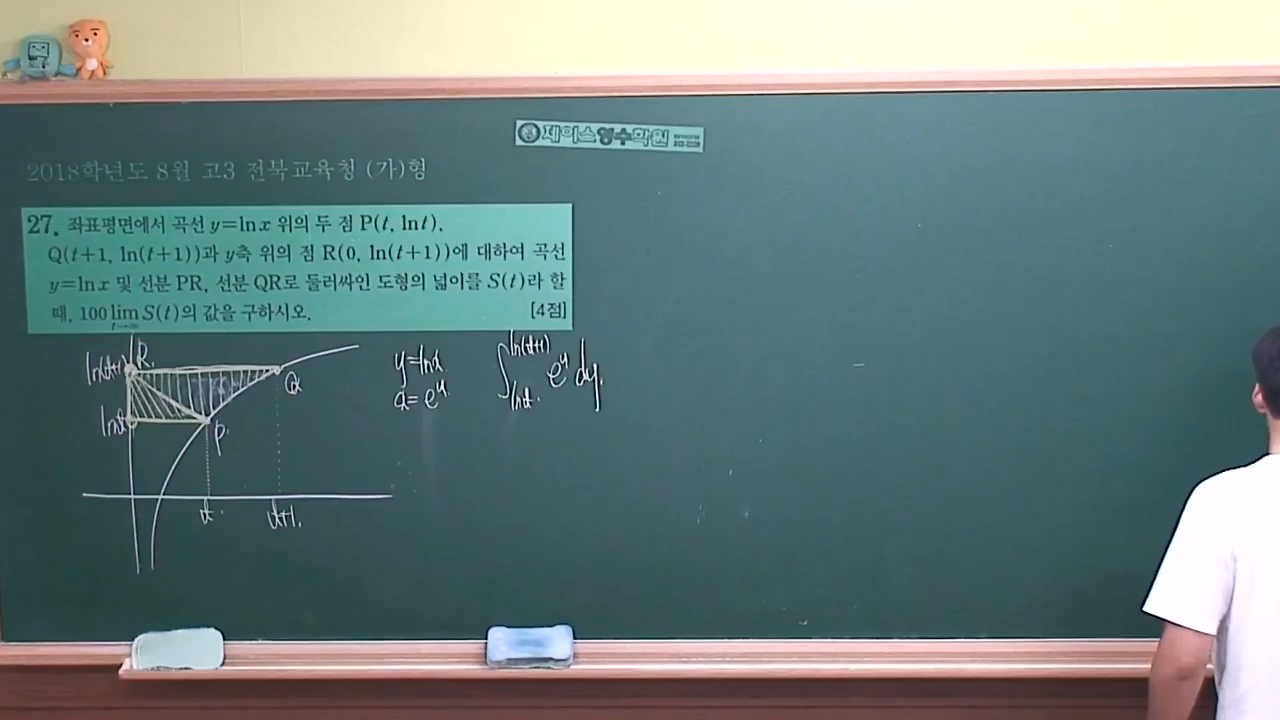 제이스영수학원
2018학년도 8월 고3 전북교육청 (가)형
27. 좌표평면에서 곡선 y=ln x 위의 두 점 P(t, ln t),
Q(t+1, ln(t+1))과 y축 위의 점 R(0, ln(t+1))에 대하여 곡선
y=ln x 및 선분 PR, 선분 QR로 둘러싸인 도형의 넓이를 S(t)라 할
때, 100 lim t→∞ S(t)의 값을 구하시오. [4점]
ln(t+1) R
Q
ln t P
t t+1
y=ln x
x=e^y
∫_{ln t}^{ln(t+1)} e^y dy